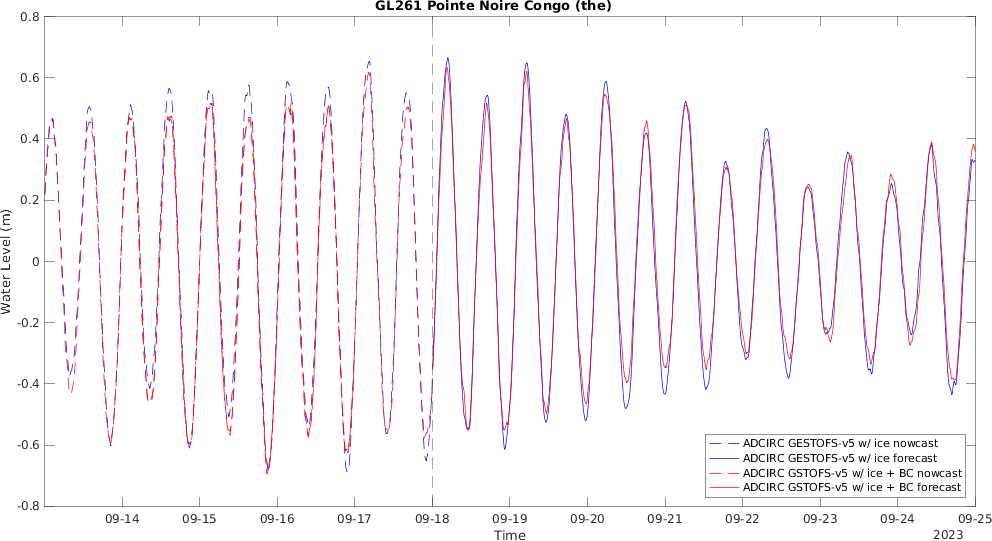 GL261 Pointe Noire Congo (the)
0.8
0.6
0.4
0.2
0
-0.2
-0.4
-0.6
-0.8
Water Level (m)
ADCIRC GESTOFS-v5 w/ ice nowcast
ADCIRC GESTOFS-v5 w/ ice forecast
ADCIRC GSTOFS-v5 w/ ice + BC nowcast
ADCIRC GSTOFS-v5 w/ ice + BC forecast
09-14 09-15 09-16 09-17 09-18 09-19 09-20 09-21 09-22 09-23 09-24 09-25
Time
2023